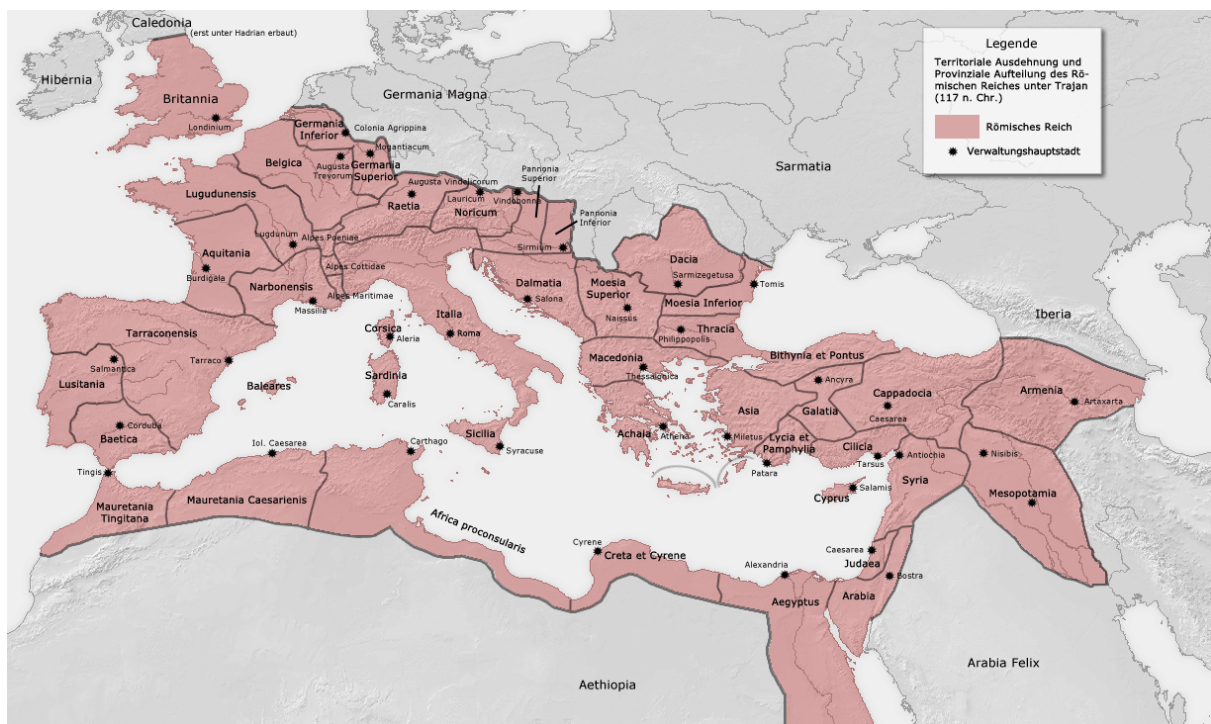 Caledonia
(erst unter Hadrian erbaut)
Hibernia
Britannia
Londinium
Germania Magna
Sarmatia
Legende
Territoriale Ausdehnung und
Provinziale Aufteilung des Rö-
mischen Reiches unter Trajan
(117 n. Chr.)
Römisches Reich
Verwaltungshauptstadt
Germania
Inferior
Colonia Agrippina
Mogantiacum
Belgica
Augusta
Treverorum
Germania
Superior
Lugudunensis
Augusta Vindelicorum
Raetia
Lauricum
Noricum
Vindobonna
Pannonia
Superior
Pannonia
Inferior
Sirmium
Aquitania
Burdigale
Lugdunum
Alpes Poeniae
Alpes Cottidae
Alpes Maritimae
Narbonensis
Massilia
Dalmatia
Salona
Dacia
Sarmizegetusa
Tomis
Moesia
Superior
Naissus
Moesia Inferior
Thracia
Philippopolis
Italia
Roma
Corsica
Aleria
Sardinia
Caralis
Tarraconensis
Tarraco
Salmantica
Lusitania
Corduba
Baetica
Baleares
Macedonia
Thessalonica
Achaia
Athena
Sicilia
Syracuse
Bithynia et Pontus
Ancyra
Galatia
Cappadocia
Caesarea
Asia
Miletus
Lycia et
Pamphylia
Patara
Cilicia
Tarsus
Iberia
Armenia
Artaxarta
Antiochia
Syria
Nisibis
Mesopotamia
Cyprus
Salamis
Tingis
Mauretania
Tingitana
Iol. Caesarea
Mauretania Caesariensis
Carthago
Africa proconsularis
Cyrene
Creta et Cyrene
Alexandria
Aegyptus
Caesarea
Judaea
Bostra
Arabia
Aethiopia
Arabia Felix